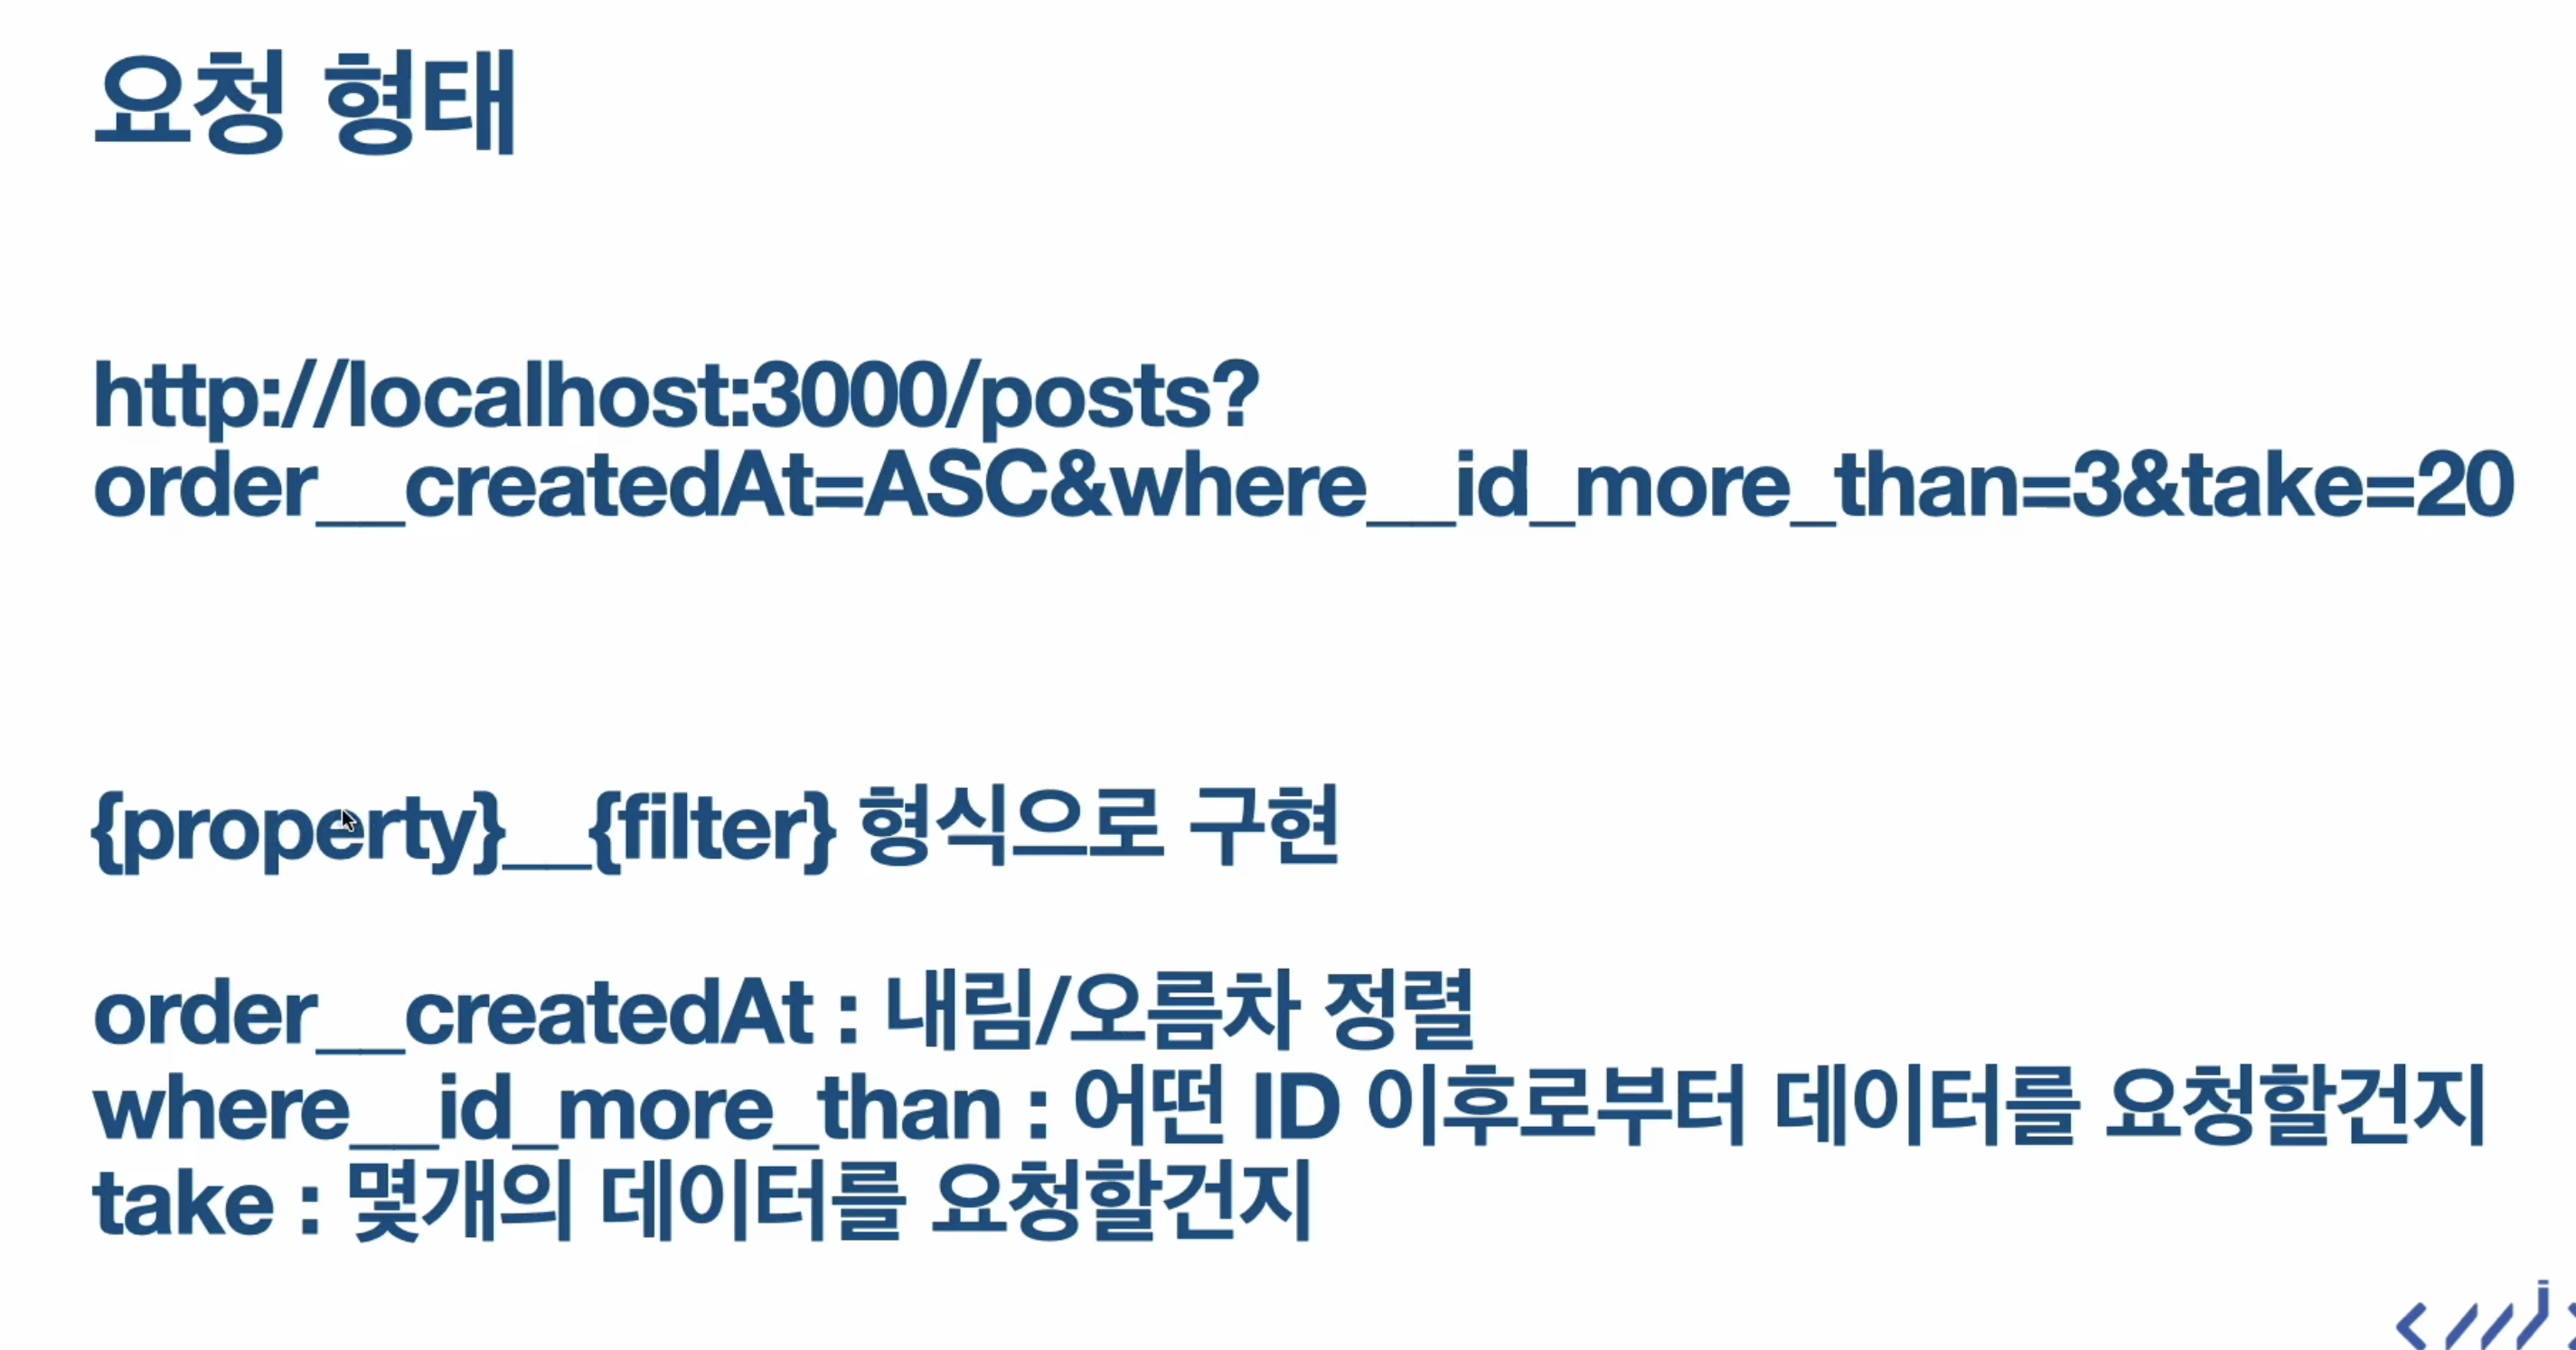 요청 형태
http://localhost:3000/posts?
order__createdAt=ASC&where__id_more_than=3&take=20
{property}__{filter} 형식으로 구현
order__createdAt : 내림/오름차 정렬
where__id_more_than : 어떤 ID 이후로부터 데이터를 요청할건지
take : 몇개의 데이터를 요청할건지